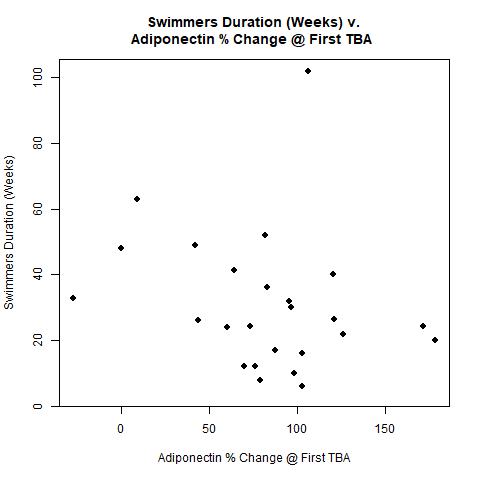 Swimmers Duration (Weeks) v.
Adiponectin % Change @ First TBA
Swimmers Duration (Weeks)
100
80
60
40
20
0
0 50 100 150
Adiponectin % Change @ First TBA